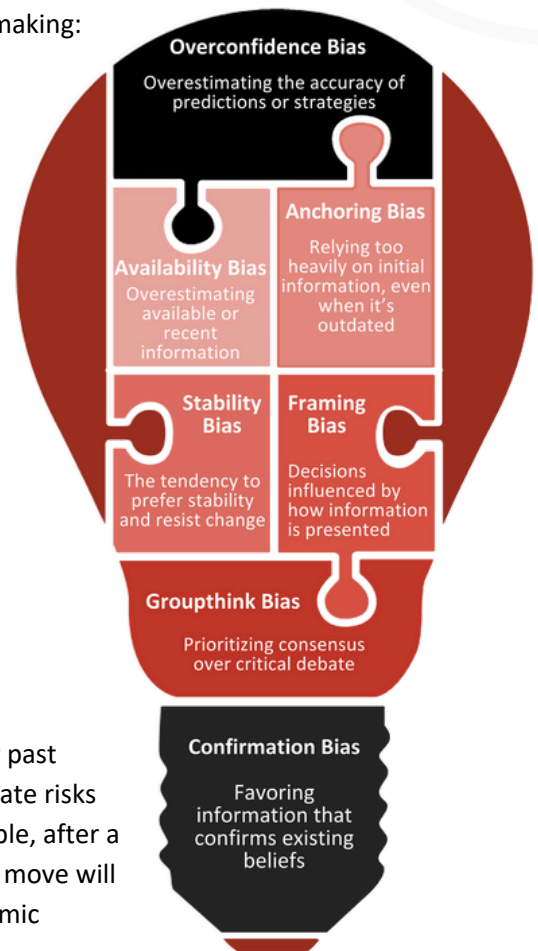 making:
Overconfidence Bias
Overestimating the accuracy of
predictions or strategies
Availability Bias
Overestimating
available or
recent
information
Anchoring Bias
Relying too
heavily on initial
information, even
when it's
outdated
Stability
Bias
The tendency to
prefer stability
and resist change
Framing
Bias
Decisions
influenced by
how information
is presented
Groupthink Bias
Prioritizing consensus
over critical debate
Confirmation Bias
Favoring
information that
confirms existing
beliefs
past
ate risks
ble, after a
move will
mic